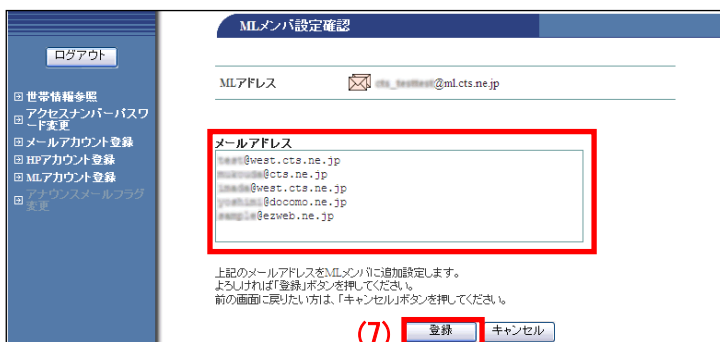 MLメンバ設定確認
ログアウト
世帯情報参照
アクセスナンバーパスワ
ード変更
メールアカウント登録
HPアカウント登録
MLアカウント登録
アナウンスメールフラグ
変更
MLアドレス
@ml.cts.ne.jp
メールアドレス
@west.cts.ne.jp
@cts.ne.jp
@west.cts.ne.jp
@docomo.ne.jp
@ezweb.ne.jp
上記のメールアドレスをMLメンバに追加設定します。
よろしければ「登録」ボタンを押してください。
前の画面に戻りたい方は、「キャンセル」ボタンを押してください。
(7) 登録 キャンセル